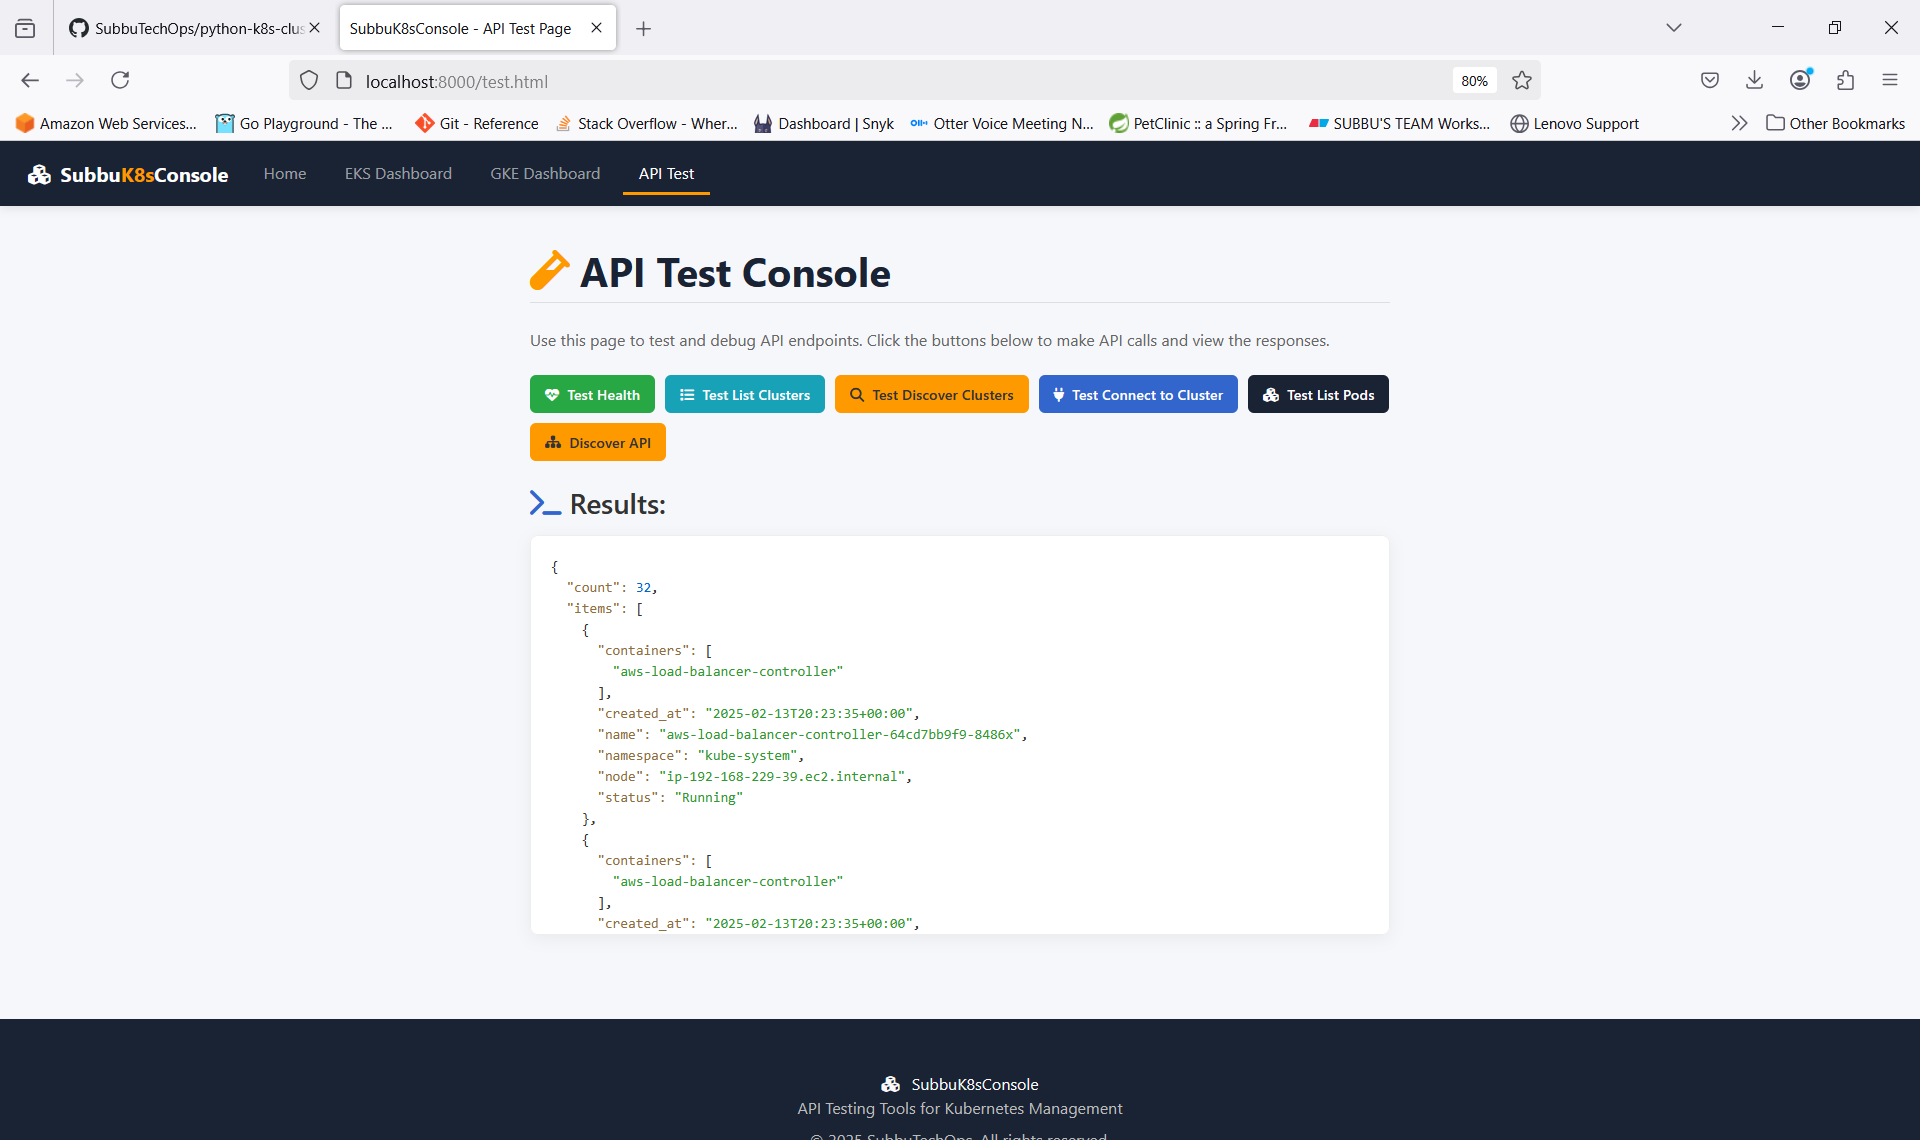 SubbuTechOps/python-k8s-clus
SubbuK8sConsole - API Test Page
localhost:8000/test.html
80%
Amazon Web Services...
Go Playground - The ...
Git - Reference
Stack Overflow - Wher...
Dashboard | Snyk
Otter Voice Meeting N...
PetClinic :: a Spring Fr...
SUBBU'S TEAM Works...
Lenovo Support
Other Bookmarks
SubbuK8sConsole
Home
EKS Dashboard
GKE Dashboard
API Test
API Test Console
Use this page to test and debug API endpoints. Click the buttons below to make API calls and view the responses.
Test Health
Test List Clusters
Test Discover Clusters
Test Connect to Cluster
Test List Pods
Discover API
Results:
{
"count": 32,
"items": [
{
"containers": [
"aws-load-balancer-controller"
],
"created_at": "2025-02-13T20:23:35+00:00",
"name": "aws-load-balancer-controller-64cd7bb9f9-8486x",
"namespace": "kube-system",
"node": "ip-192-168-229-39.ec2.internal",
"status": "Running"
},
{
"containers": [
"aws-load-balancer-controller"
],
"created_at": "2025-02-13T20:23:35+00:00",
SubbuK8sConsole
API Testing Tools for Kubernetes Management
© 2025 SubbuTechOps. All rights reserved.